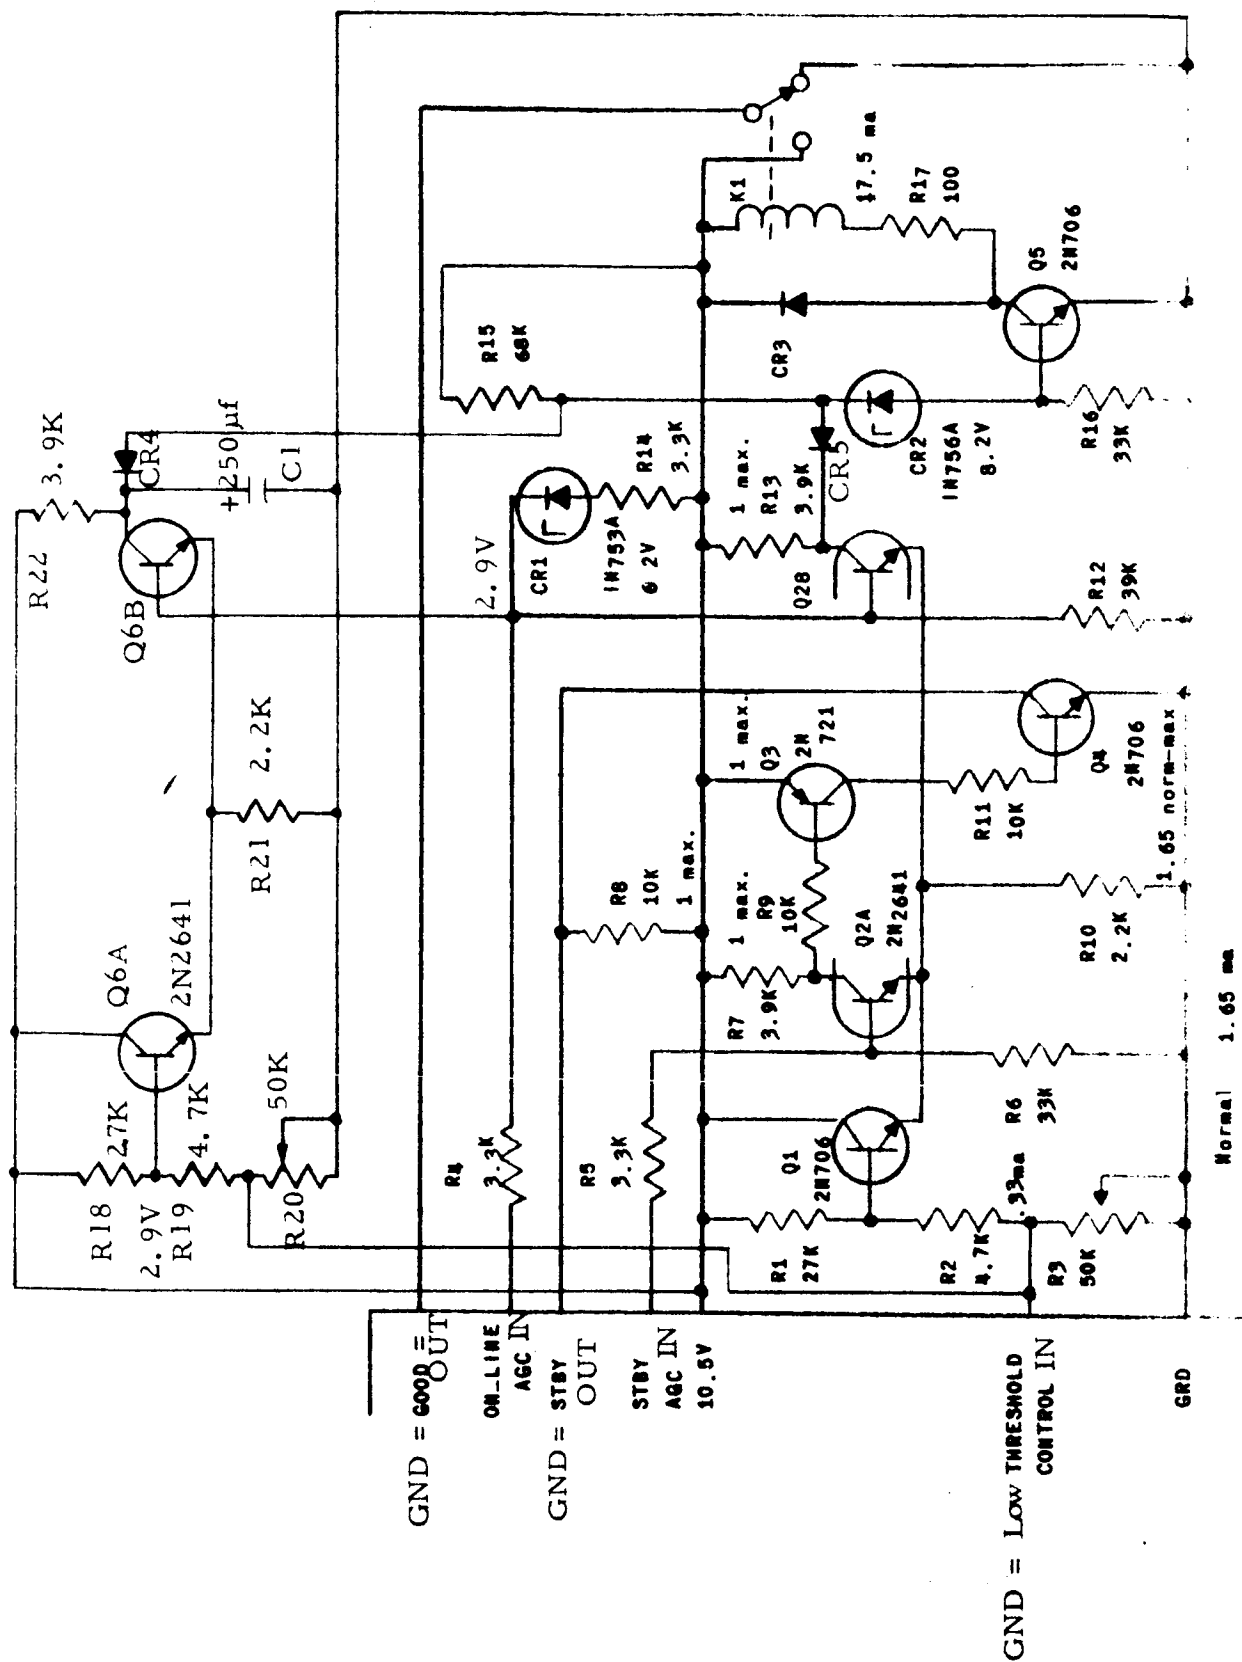 GND = GOOD =
OUT
ON-LINE
AGC IN
GND = STBY
OUT
STBY
AGC IN
10.5V
GND = Low THRESHOLD
CONTROL IN
GRD
R18
27K
2.9V
R19
4.7K
R20
50K
Q6A
2N2641
R21
2.2K
Q6B
R22
3.9K
CR4
+250µf
C1
R4
3.3K
R5
3.3K
2.9V
CR1
1N753A
6 2V
R14
3.3K
R15
68K
R8
10K
1 max.
R1
27K
Q1
2N706
R2
4.7K
.33ma
R3
50K
R7
3.9K
1 max.
R9
10K
Q2A
2N2641
R6
33K
1 max.
Q3
2N
721
R11
10K
R10
2.2K
Q4
2N706
1.65 norm-max
1 max.
R13
3.9K
CR5
Q2B
R12
39K
CR2
1N756A
8.2V
R16
33K
CR3
K1
17.5 ma
R17
100
Q5
2N706
Normal 1.65 ma